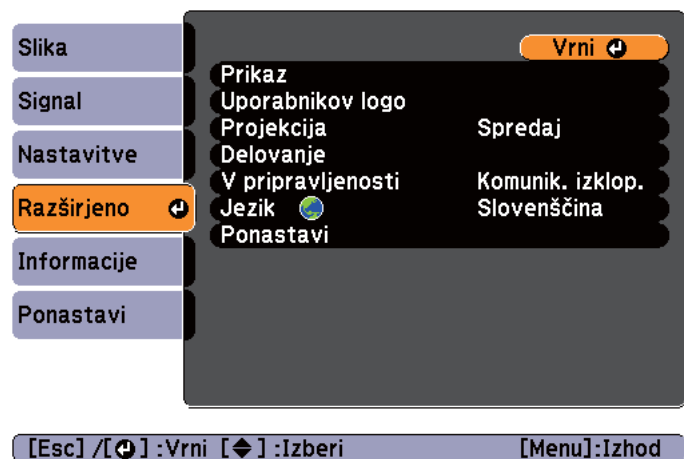 Slika
Signal
Nastavitve
Razširjeno
Informacije
Ponastavi
Vrni
Prikaz
Uporabnikov logo
Projekcija Spredaj
Delovanje
V pripravljenosti Komunik. izklop.
Jezik Slovenščina
Ponastavi
[Esc] /[ ] :Vrni [ ] :Izberi [Menu]:Izhod